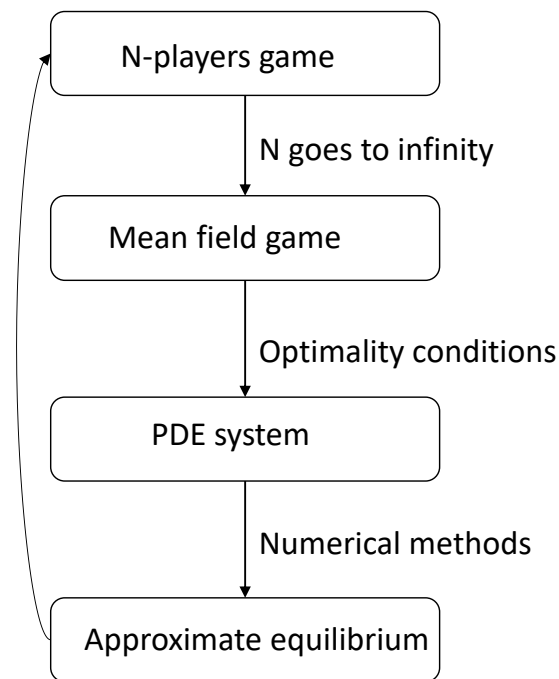 N-players game
N goes to infinity
Mean field game
Optimality conditions
PDE system
Numerical methods
Approximate equilibrium